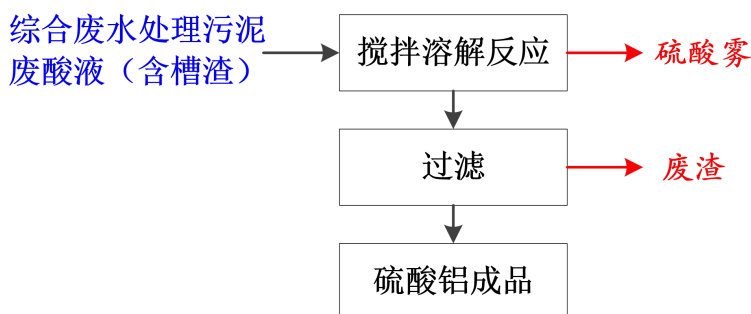 综合废水处理污泥
废酸液（含槽渣）
搅拌溶解反应
硫酸雾
过滤
废渣
硫酸铝成品